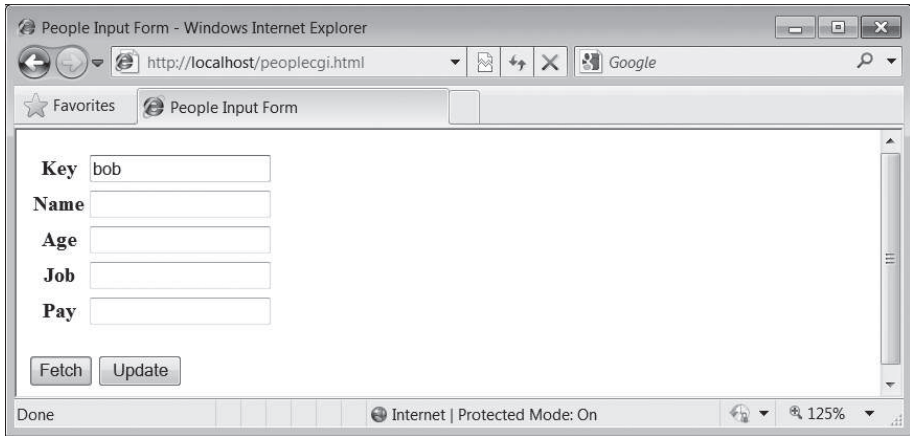 People Input Form - Windows Internet Explorer
http://localhost/peoplecgi.html
Google
Favorites
People Input Form
Key bob
Name
Age
Job
Pay
Fetch Update
Done Internet | Protected Mode: On 125%